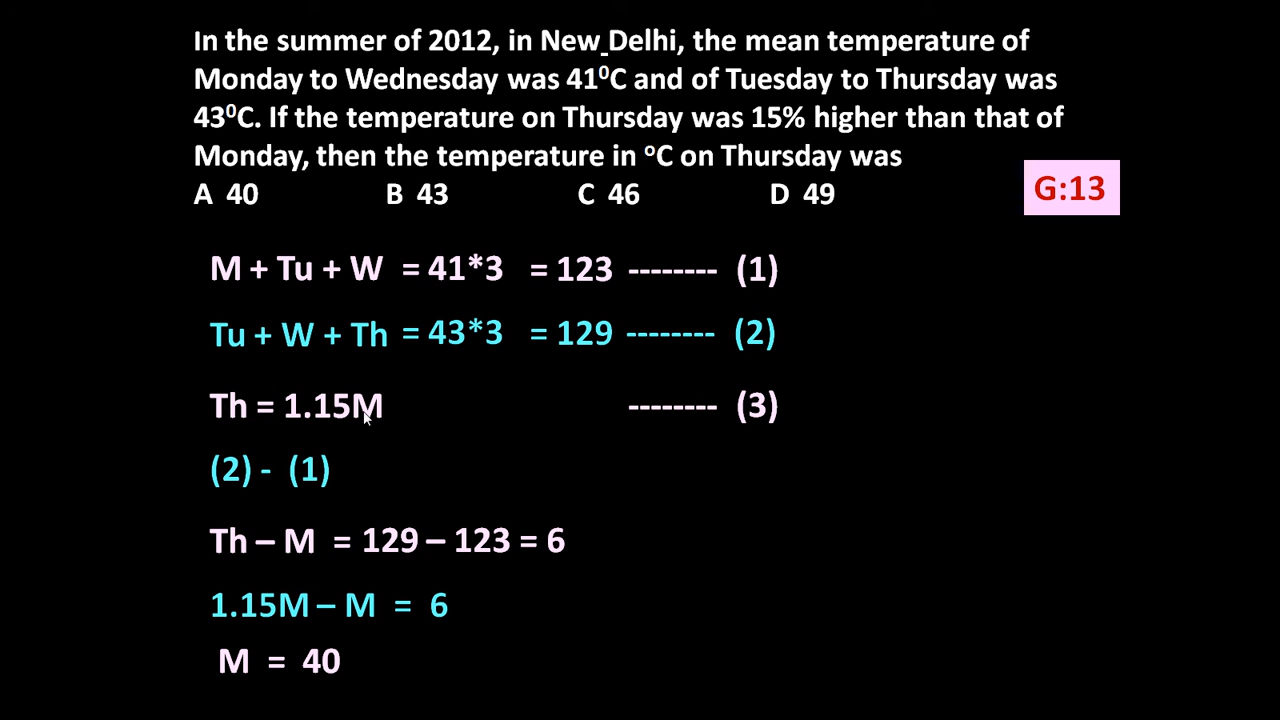 In the summer of 2012, in New Delhi, the mean temperature of
Monday to Wednesday was 41⁰C and of Tuesday to Thursday was
43⁰C. If the temperature on Thursday was 15% higher than that of
Monday, then the temperature in ᵒC on Thursday was
A 40 B 43 C 46 D 49
G:13
M + Tu + W = 41*3 = 123 -------- (1)
Tu + W + Th = 43*3 = 129 -------- (2)
Th = 1.15M -------- (3)
(2) - (1)
Th – M = 129 – 123 = 6
1.15M – M = 6
M = 40